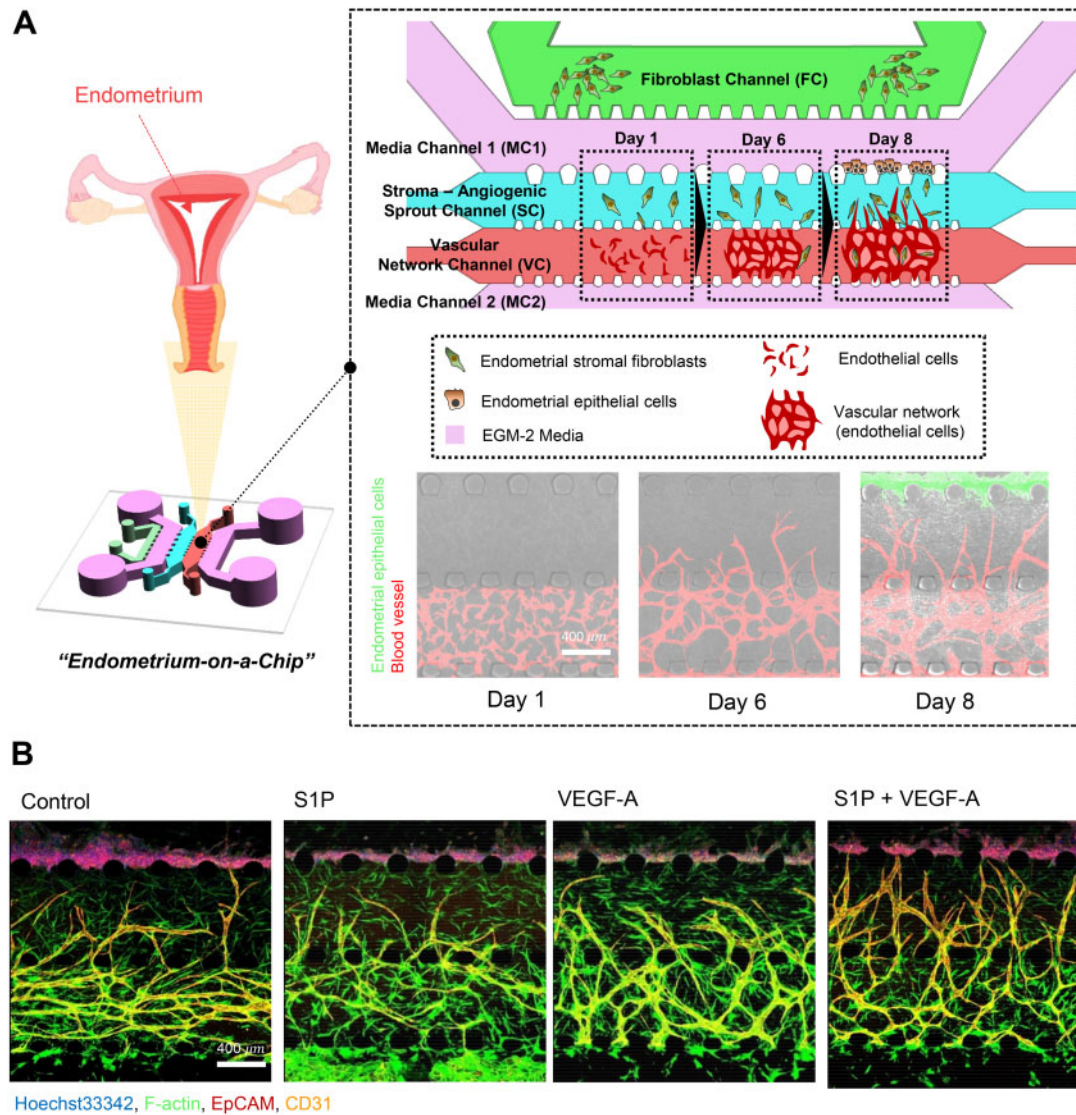 A
Endometrium
"Endometrium-on-a-Chip"
Fibroblast Channel (FC)
Day 1
Day 6
Day 8
Media Channel 1 (MC1)
Stroma – Angiogenic
Sprout Channel (SC)
Vascular
Network Channel (VC)
Media Channel 2 (MC2)
Endometrial stromal fibroblasts
Endometrial epithelial cells
EGM-2 Media
Endothelial cells
Vascular network
(endothelial cells)
Endometrial epithelial cells
Blood vessel
400 μm
Day 1
Day 6
Day 8
B
Control
S1P
VEGF-A
S1P + VEGF-A
400 μm
Hoechst33342, F-actin, EpCAM, CD31